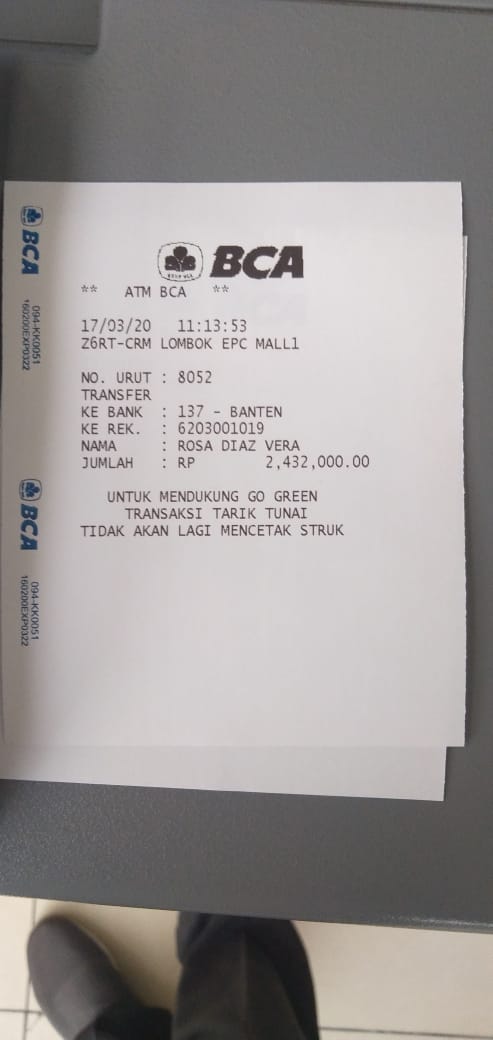 BCA
** ATM BCA **
17/03/20 11:13:53
Z6RT-CRM LOMBOK EPC MALL1
NO. URUT : 8052
TRANSFER
KE BANK : 137 - BANTEN
KE REK. : 6203001019
NAMA : ROSA DIAZ VERA
JUMLAH : RP 2,432,000.00
UNTUK MENDUKUNG GO GREEN
TRANSAKSI TARIK TUNAI
TIDAK AKAN LAGI MENCETAK STRUK
BCA
094-KK0051
160200EXP0322
BCA
094-KK0051
160200EXP0322